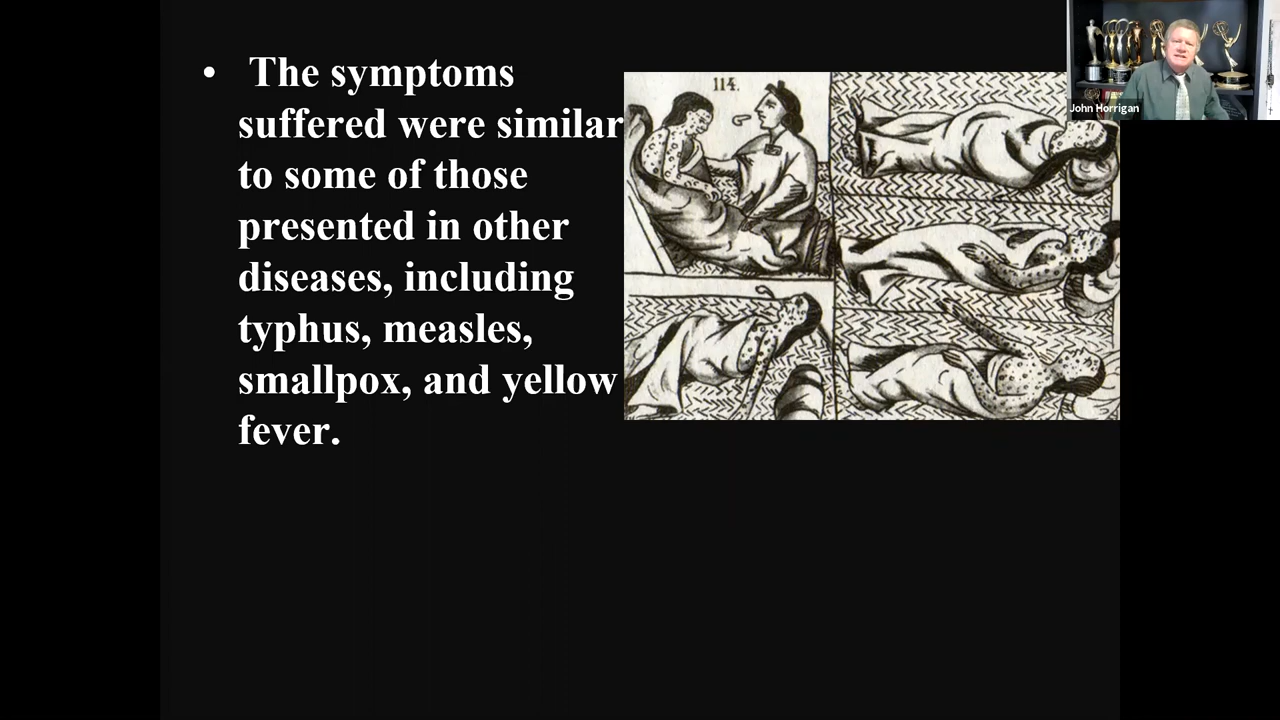 • The symptoms
suffered were similar
to some of those
presented in other
diseases, including
typhus, measles,
smallpox, and yellow
fever.
114.
John Horrigan